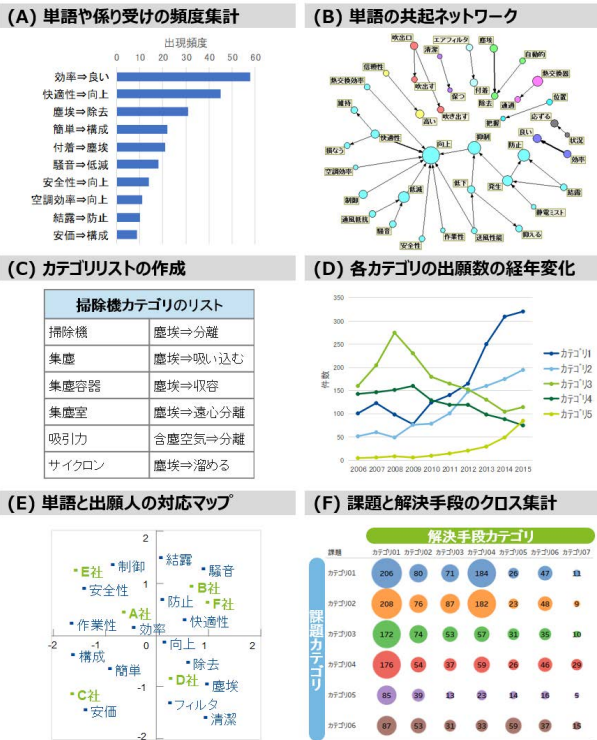 (A) 単語や係り受けの頻度集計
出現頻度
0 10 20 30 40 50 60
効率⇒良い
快適性⇒向上
塵埃⇒除去
簡単⇒構成
付着⇒塵埃
騒音⇒低減
安全性⇒向上
空調効率⇒向上
結露⇒防止
安価⇒構成
(B) 単語の共起ネットワーク
吹出口
エアフィルタ
塵埃
清潔
自動的
信頼性
熱交換器
熱交換効率
吹出す
保つ
付着
除去
通過
位置
維持
高い
吹き出す
把握
応ずる
損なう
快適性
良い
状況
向上
抑制
防止
効率
空調効率
制御
低減
低下
発生
結露
通風抵抗
静電ミスト
騒音
安全性
作業性
送風性能
抑える
(C) カテゴリリストの作成
掃除機カテゴリのリスト
掃除機 塵埃⇒分離
集塵 塵埃⇒吸い込む
集塵容器 塵埃⇒収容
集塵室 塵埃⇒遠心分離
吸引力 含塵空気⇒分離
サイクロン 塵埃⇒溜める
(D) 各カテゴリの出願数の経年変化
350
300
250
200
150
100
50
0
件数
2006 2007 2008 2009 2010 2011 2012 2013 2014 2015
カテゴリ1
カテゴリ2
カテゴリ3
カテゴリ4
カテゴリ5
(E) 単語と出願人の対応マップ
2
結露
E社 制御
騒音
1
安全性
B社
防止 F社
A社
快適性
作業性 効率
-2 -1 0 1 2
向上
構成
除去
簡単
D社 塵埃
-1
C社
フィルタ
安価
清潔
-2
(F) 課題と解決手段のクロス集計
解決手段カテゴリ
課題 カテゴリ01 カテゴリ02 カテゴリ03 カテゴリ04 カテゴリ05 カテゴリ06 カテゴリ07
課題カテゴリ
カテゴリ01 206 80 71 184 26 47 11
カテゴリ02 208 76 87 182 23 48 9
カテゴリ03 172 74 53 57 31 35 10
カテゴリ04 176 54 37 59 26 46 29
カテゴリ05 85 39 13 23 14 16 5
カテゴリ06 87 53 31 33 59 37 15